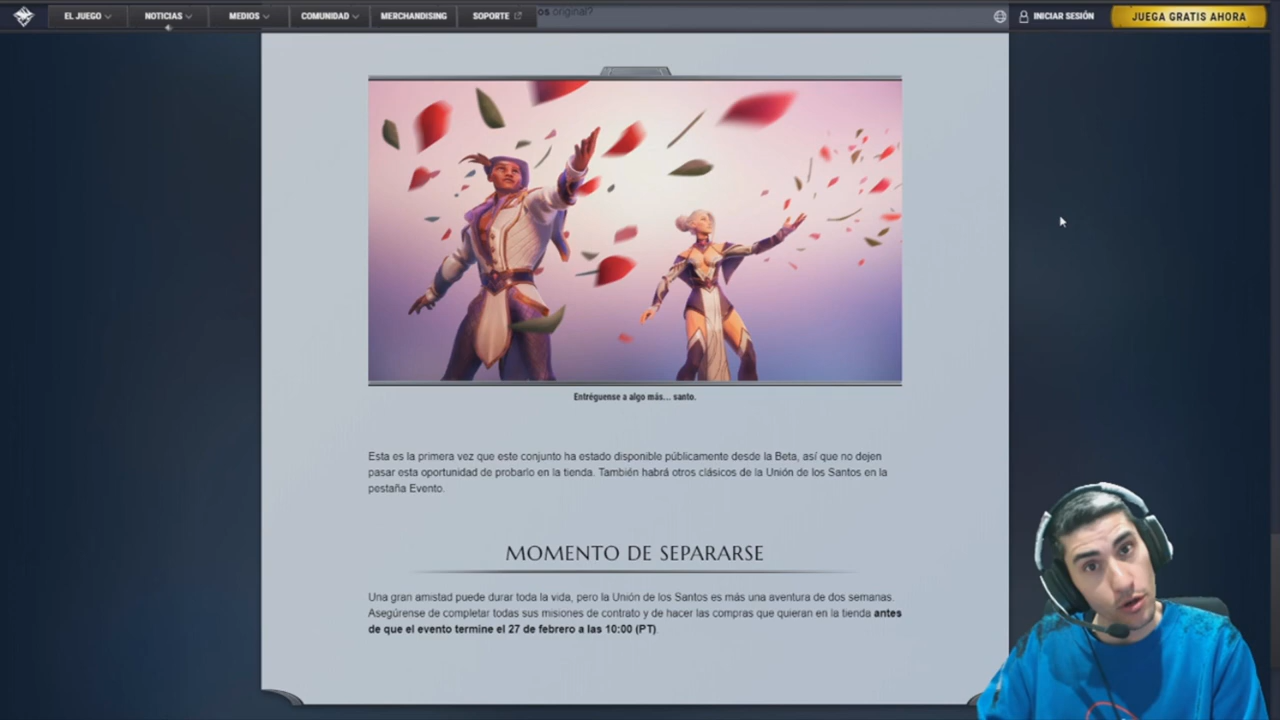 EL JUEGO
NOTICIAS
MEDIOS
COMUNIDAD
MERCHANDISING
SOPORTE
os original?
INICIAR SESIÓN
JUEGA GRATIS AHORA
Entréguense a algo más... santo.
Esta es la primera vez que este conjunto ha estado disponible públicamente desde la Beta, así que no dejen
pasar esta oportunidad de probarlo en la tienda. También habrá otros clásicos de la Unión de los Santos en la
pestaña Evento.
MOMENTO DE SEPARARSE
Una gran amistad puede durar toda la vida, pero la Unión de los Santos es más una aventura de dos semanas.
Asegúrense de completar todas sus misiones de contrato y de hacer las compras que quieran en la tienda antes
de que el evento termine el 27 de febrero a las 10:00 (PT).